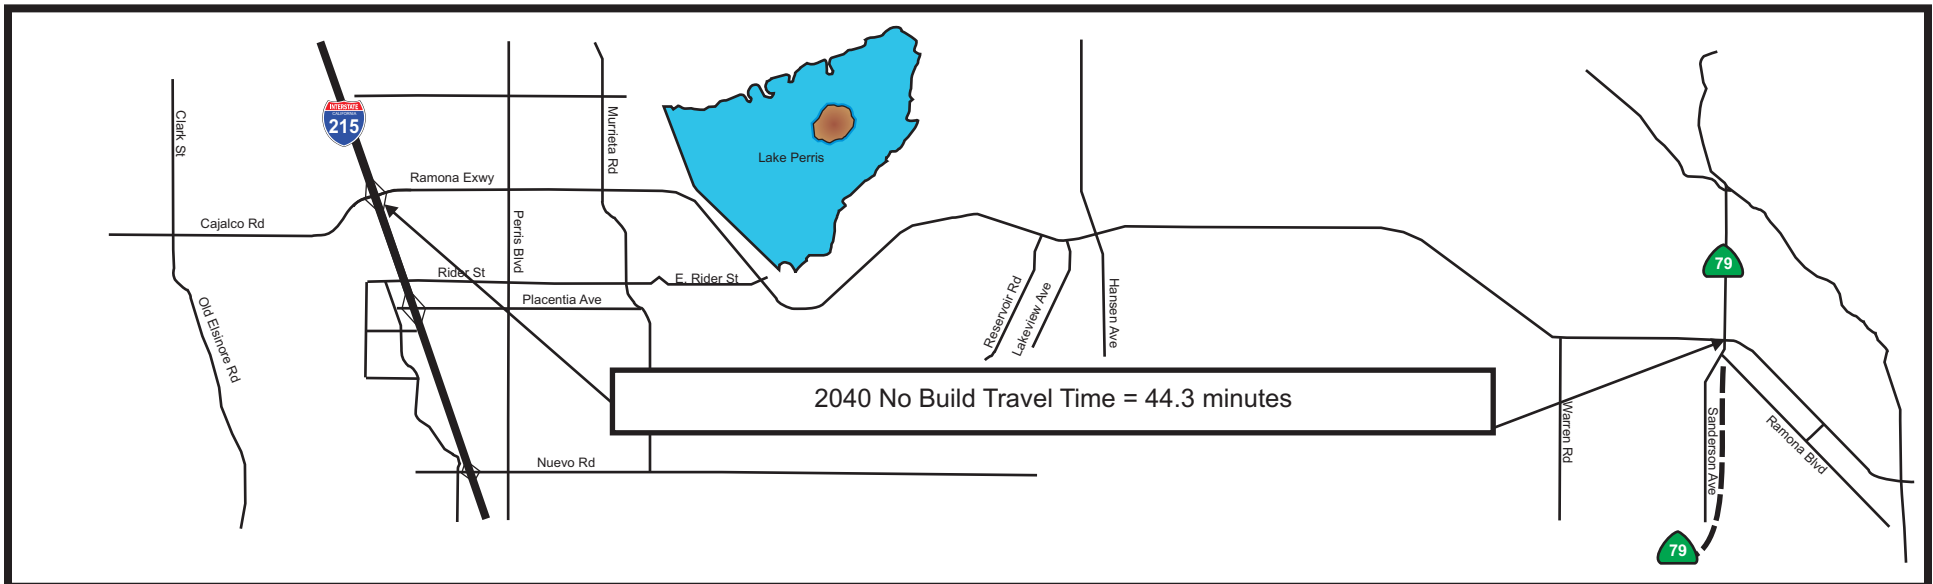 Clark St
INTERSTATE
CALIFORNIA
215
Murrieta Rd
Lake Perris
Ramona Exwy
Cajalco Rd
Perris Blvd
79
Rider St
E. Rider St
Placentia Ave
Old Elsinore Rd
Reservoir Rd
Lakeview Ave
Hansen Ave
2040 No Build Travel Time = 44.3 minutes
Warren Rd
Sanderson Ave
Ramona Blvd
Nuevo Rd
79